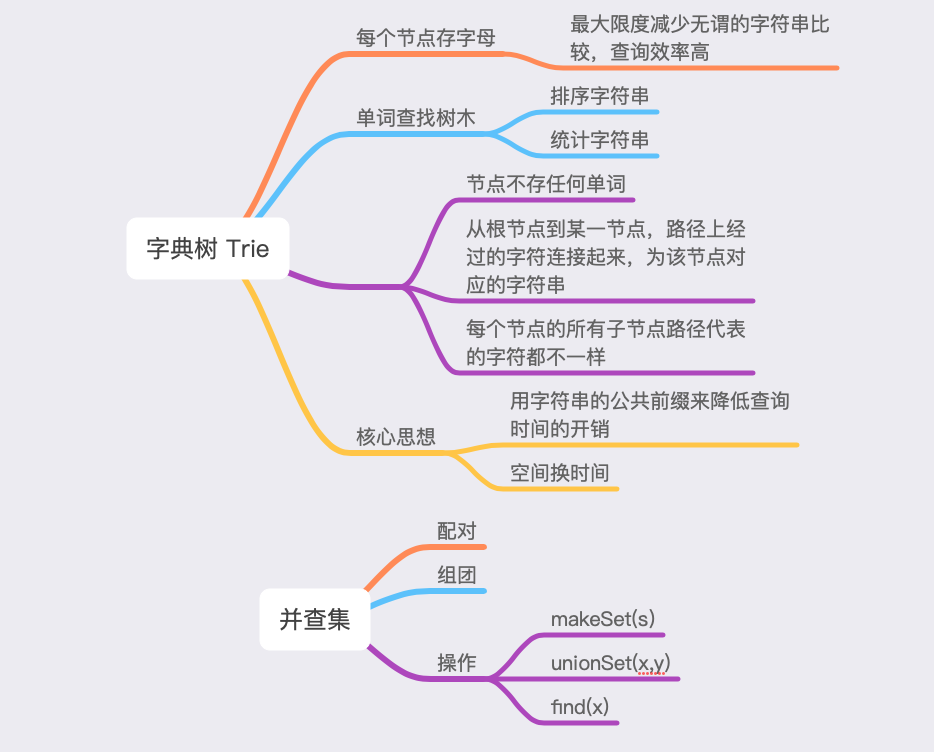 字典树 Trie
每个节点存字母
最大限度减少无谓的字符串比
较，查询效率高
单词查找树木
排序字符串
统计字符串
节点不存任何单词
从根节点到某一节点，路径上经
过的字符连接起来，为该节点对
应的字符串
每个节点的所有子节点路径代表
的字符都不一样
核心思想
用字符串的公共前缀来降低查询
时间的开销
空间换时间
并查集
配对
组团
操作
makeSet(s)
unionSet(x,y)
find(x)